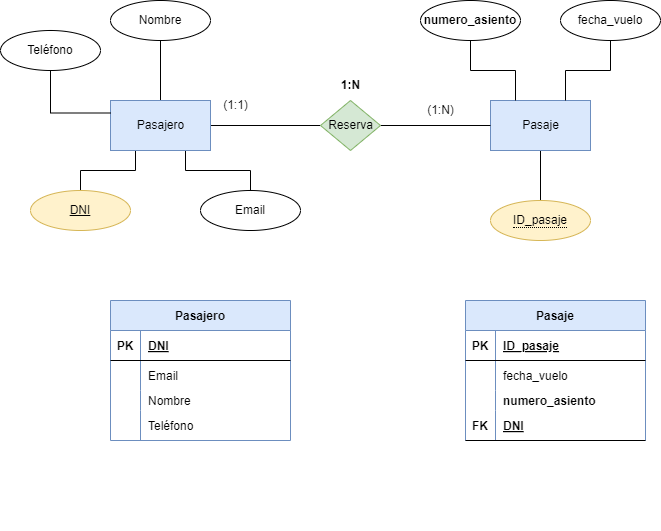 Nombre
numero_asiento
fecha_vuelo
Teléfono
1:N
(1:1)
(1:N)
Pasajero
Reserva
Pasaje
DNI
Email
ID_pasaje
Pasajero
PK DNI
Email
Nombre
Teléfono
Pasaje
PK ID_pasaje
fecha_vuelo
numero_asiento
FK DNI